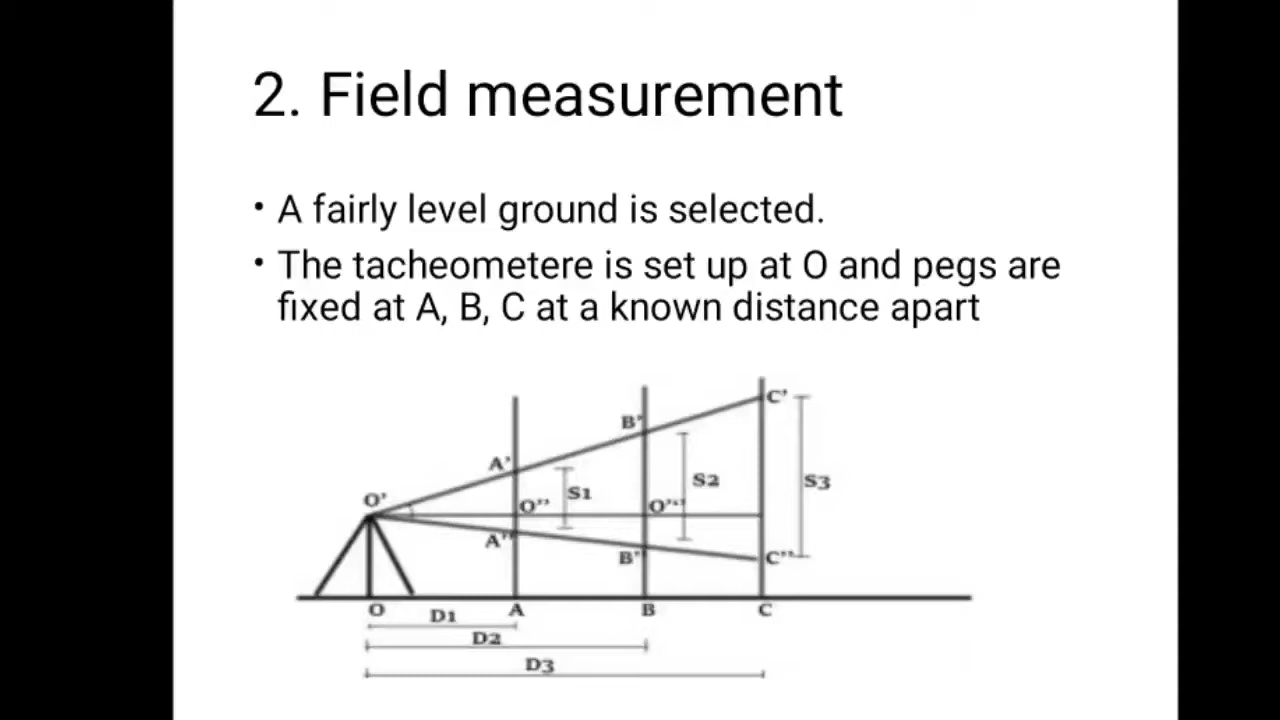 2. Field measurement
• A fairly level ground is selected.
• The tacheometere is set up at O and pegs are
fixed at A, B, C at a known distance apart
C'
B'
A'
S1
S2
S3
O'
O''
O'''
A''
B''
C''
O
A
B
C
D1
D2
D3